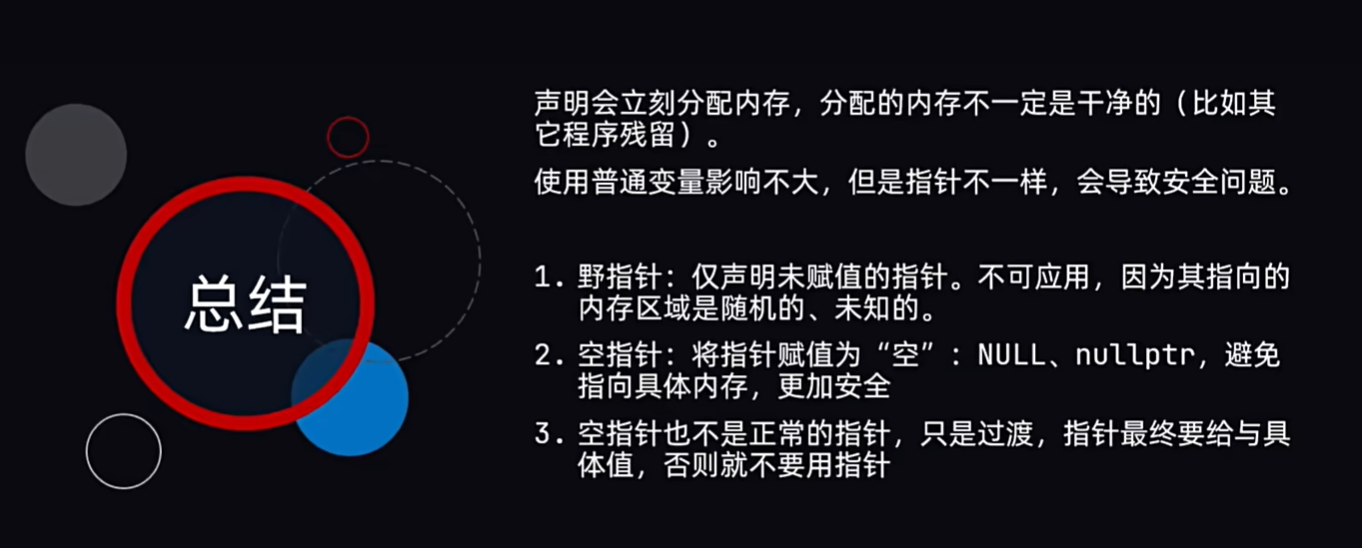 总结
声明会立刻分配内存，分配的内存不一定是干净的（比如其
它程序残留）。
使用普通变量影响不大，但是指针不一样，会导致安全问题。
1. 野指针：仅声明未赋值的指针。不可应用，因为其指向的
内存区域是随机的、未知的。
2. 空指针：将指针赋值为“空”：NULL、nullptr，避免
指向具体内存，更加安全
3. 空指针也不是正常的指针，只是过渡，指针最终要给与具
体值，否则就不要用指针